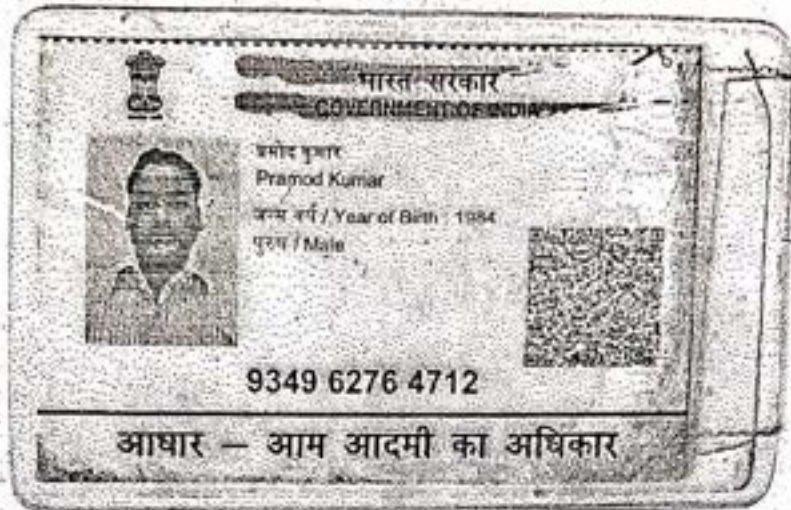 भारत सरकार
GOVERNMENT OF INDIA
प्रमोद कुमार
Pramod Kumar
जन्म वर्ष / Year of Birth : 1984
पुरुष / Male
9349 6276 4712
आधार — आम आदमी का अधिकार